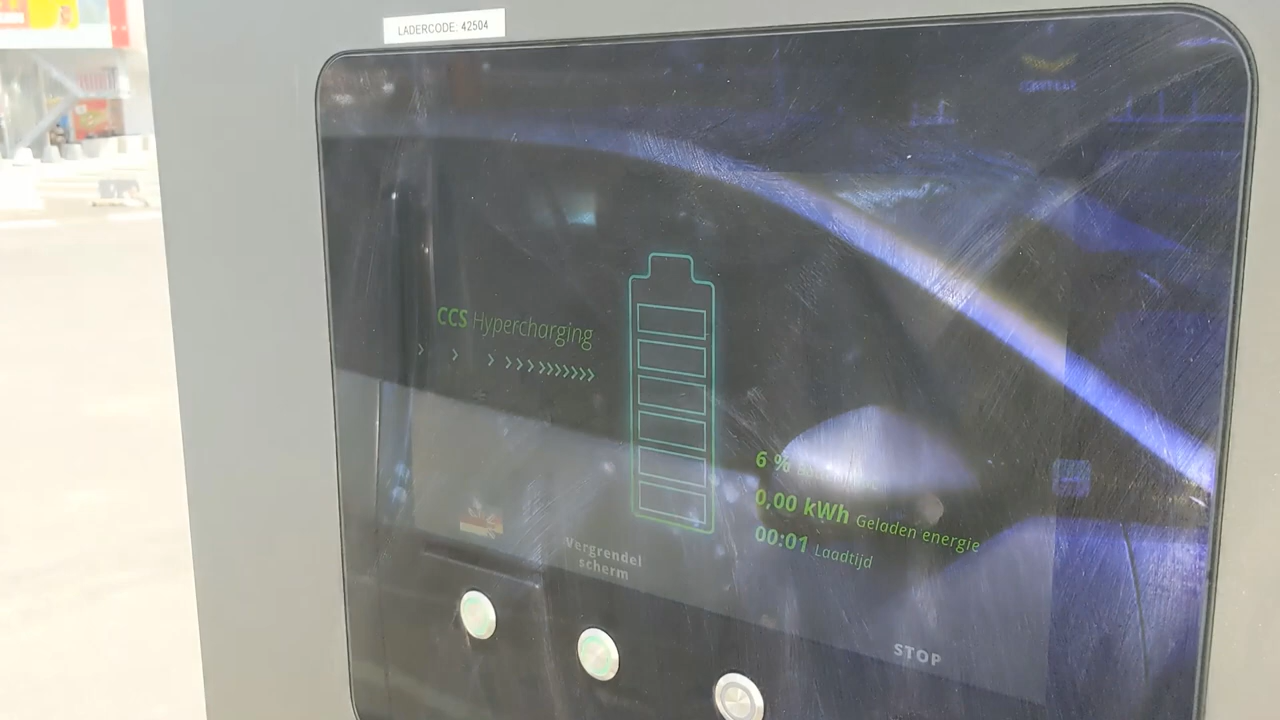 LADERCODE: 42504
CCS Hypercharging
6 %
0,00 kWh Geladen energie
00:01 Laadtijd
Vergrendel
scherm
STOP